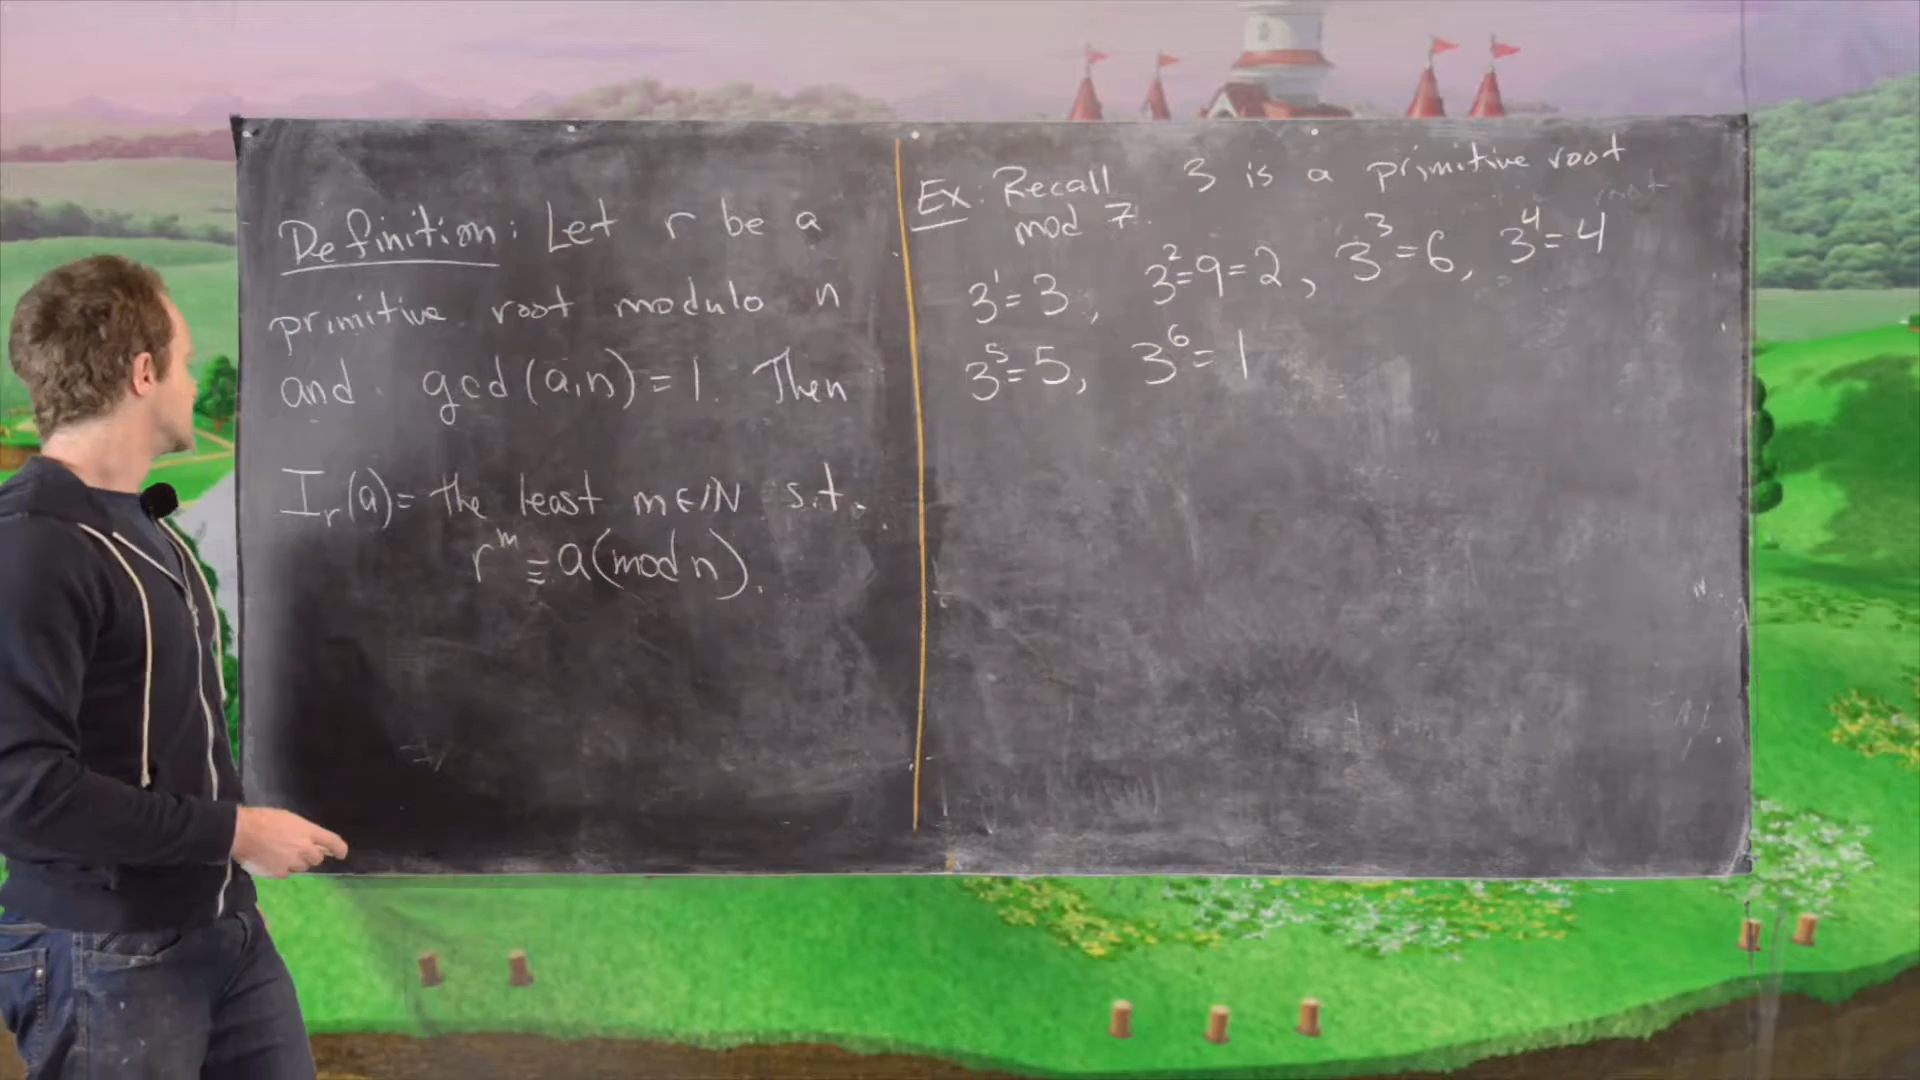 Definition: Let r be a
primitive root modulo n
and gcd(a,n)=1. Then
I_r(a)= the least m∈ℕ s.t.
r^m ≡ a(mod n).
Ex: Recall 3 is a primitive root
mod 7.
3^1=3, 3^2=9=2, 3^3=6, 3^4=4
3^5=5, 3^6=1